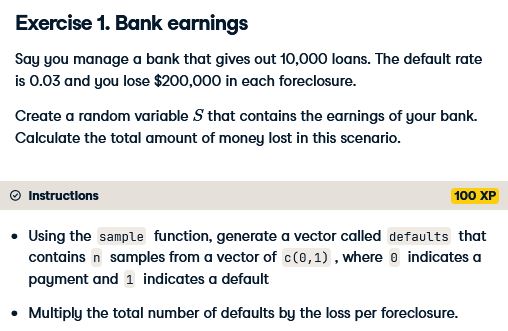 Exercise 1. Bank earnings
Say you manage a bank that gives out 10,000 loans. The default rate
is 0.03 and you lose $200,000 in each foreclosure.
Create a random variable S that contains the earnings of your bank.
Calculate the total amount of money lost in this scenario.
Instructions
100 XP
• Using the sample function, generate a vector called defaults that
contains n samples from a vector of c(0,1) , where 0 indicates a
payment and 1 indicates a default
• Multiply the total number of defaults by the loss per foreclosure.